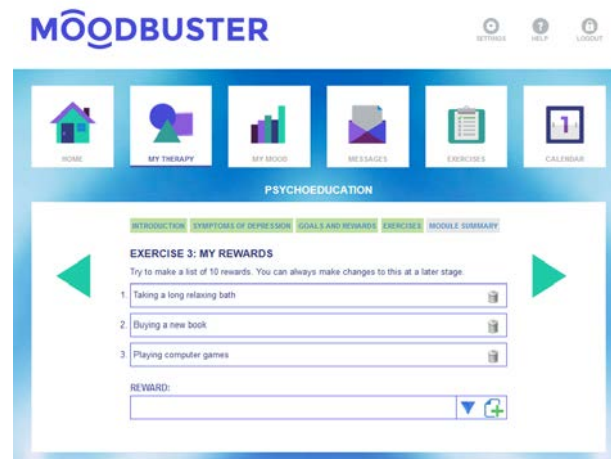 MOODBUSTER
SETTINGS HELP LOGOUT
HOME MY THERAPY MY MOOD MESSAGES EXERCISES CALENDAR
1
PSYCHOEDUCATION
INTRODUCTION SYMPTOMS OF DEPRESSION GOALS AND REWARDS EXERCISES MODULE SUMMARY
EXERCISE 3: MY REWARDS
Try to make a list of 10 rewards. You can always make changes to this at a later stage.
1. Taking a long relaxing bath
2. Buying a new book
3. Playing computer games
REWARD: